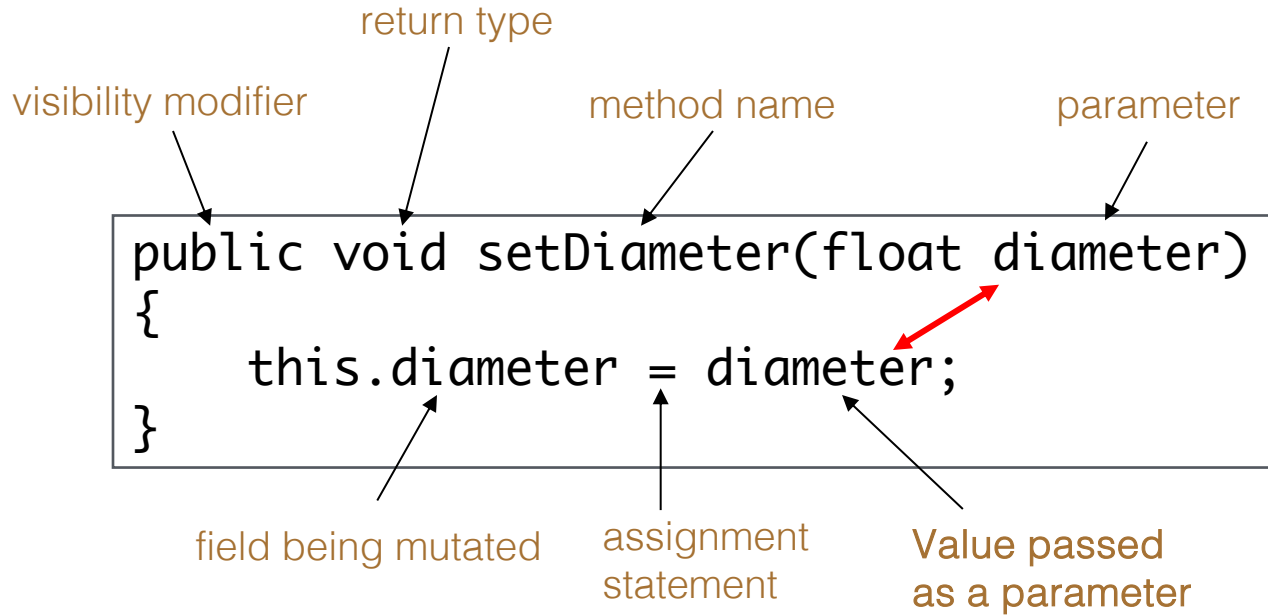 return type
visibility modifier
method name
parameter
public void setDiameter(float diameter)
{
this.diameter = diameter;
}
field being mutated
assignment
statement
Value passed
as a parameter